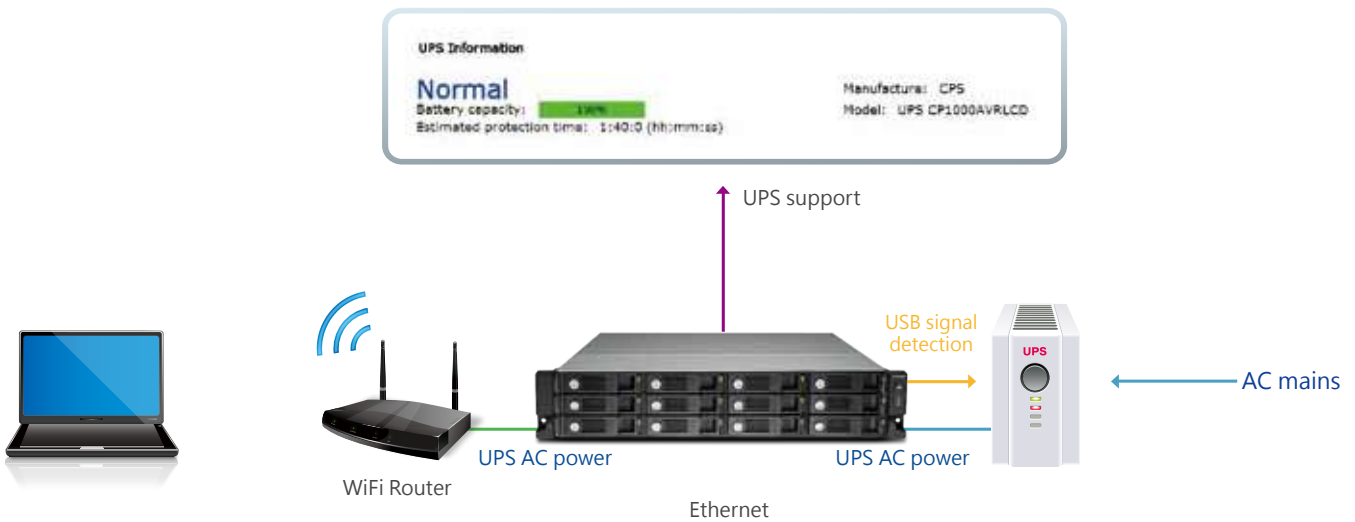 UPS Information
Normal
Battery capacity: 100%
Estimated protection time: 1:40:0 (hh:mm:ss)
Manufacture: CPS
Model: UPS CP1000AVRLCD
UPS support
USB signal
detection
UPS
AC mains
UPS AC power
UPS AC power
WiFi Router
Ethernet